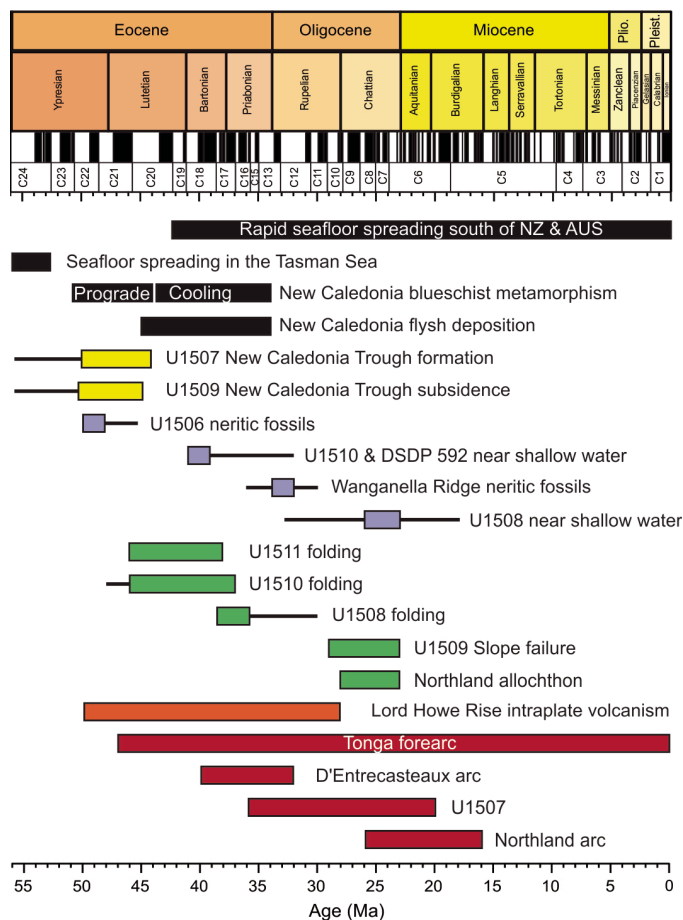 Eocene Oligocene Miocene Plio. Pleist.
Ypresian Lutetian Bartonian Priabonian Rupelian Chattian Aquitanian Burdigalian Langhian Serravallian Tortonian Messinian Zanclean Piacenzian Gelasian Calabrian Ionian
C24 C23 C22 C21 C20 C19 C18 C17 C16 C15 C13 C12 C11 C10 C9 C8 C7 C6 C5 C4 C3 C2 C1
Rapid seafloor spreading south of NZ & AUS
Seafloor spreading in the Tasman Sea
Prograde Cooling New Caledonia blueschist metamorphism
New Caledonia flysh deposition
U1507 New Caledonia Trough formation
U1509 New Caledonia Trough subsidence
U1506 neritic fossils
U1510 & DSDP 592 near shallow water
Wanganella Ridge neritic fossils
U1508 near shallow water
U1511 folding
U1510 folding
U1508 folding
U1509 Slope failure
Northland allochthon
Lord Howe Rise intraplate volcanism
Tonga forearc
D'Entrecasteaux arc
U1507
Northland arc
55 50 45 40 35 30 25 20 15 10 5 0
Age (Ma)